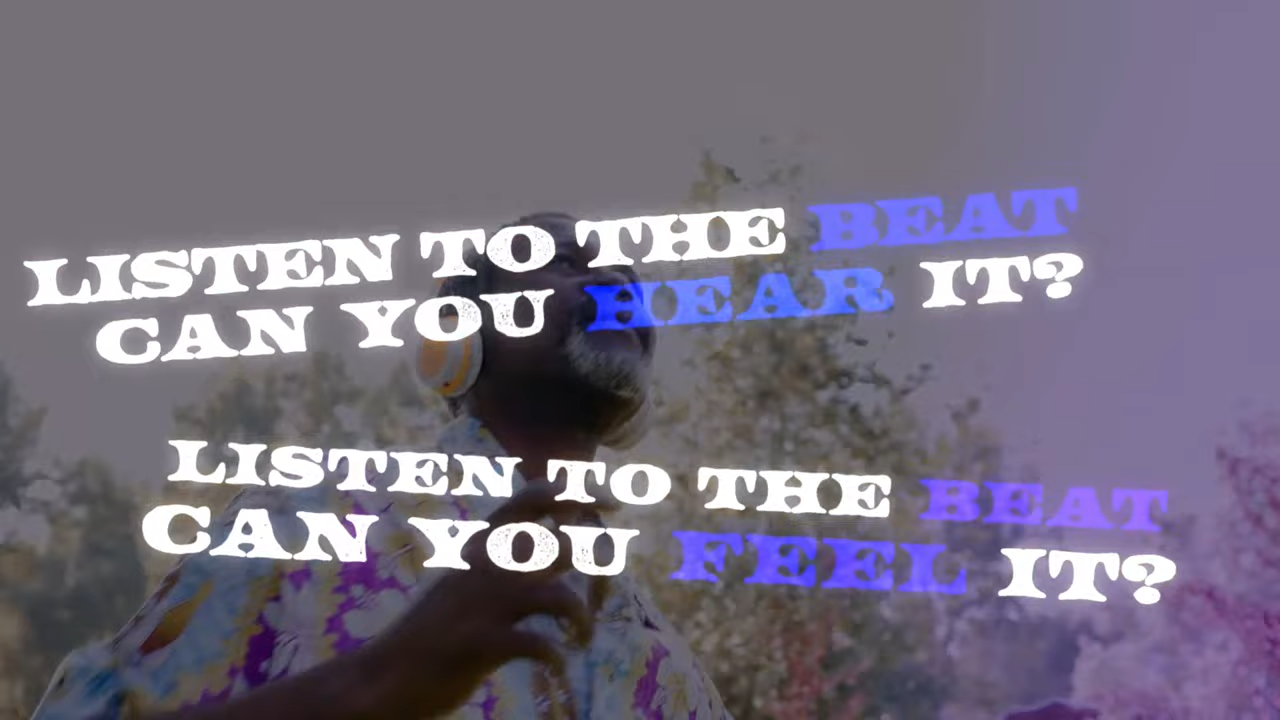 LISTEN TO THE BEAT
CAN YOU HEAR IT?
LISTEN TO THE BEAT
CAN YOU FEEL IT?